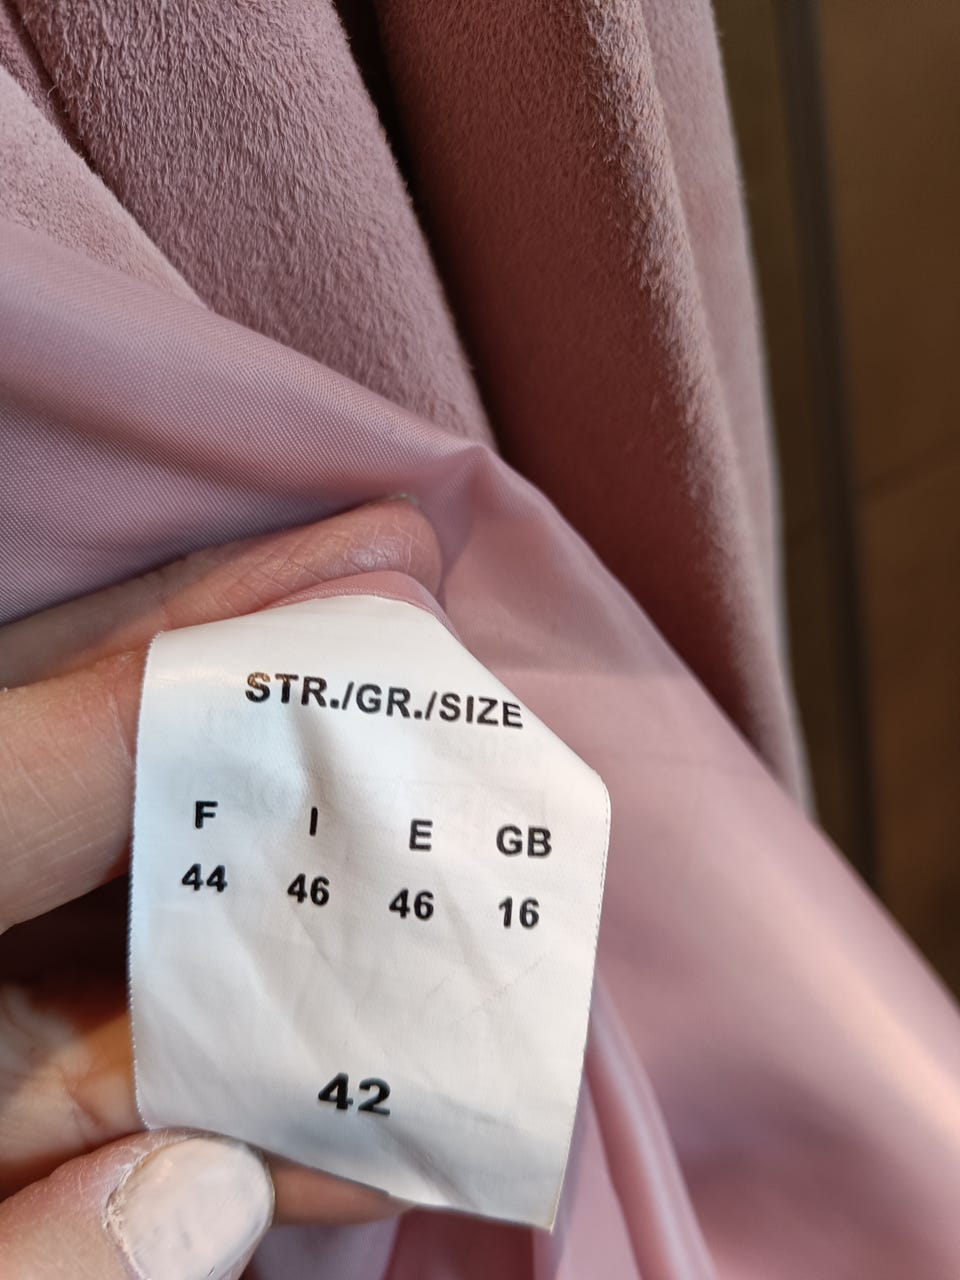 STR./GR./SIZE
F I E GB
44 46 46 16
42